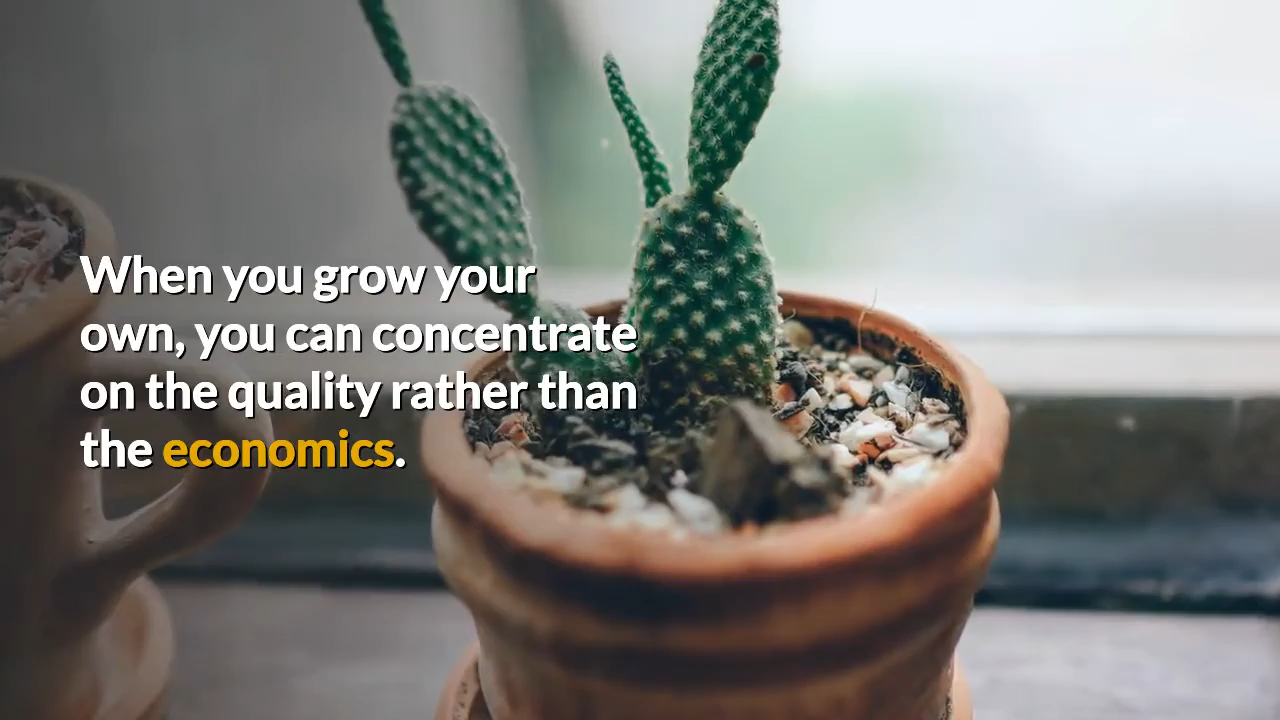 When you grow your
own, you can concentrate
on the quality rather than
the economics.